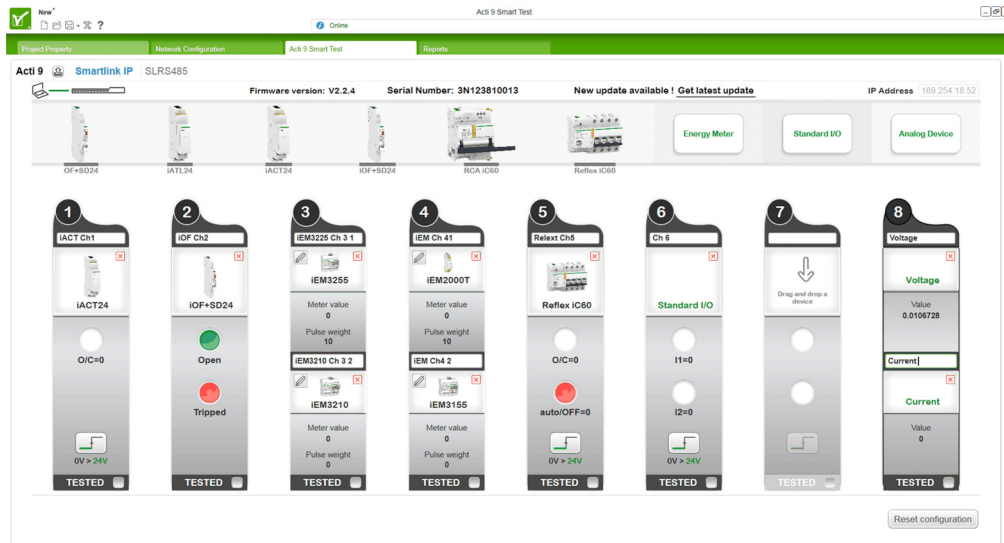 New*
Acti 9 Smart Test
?
Online
Project Property
Network Configuration
Acti 9 Smart Test
Reports
Acti 9
Smartlink IP
SLRS485
Firmware version: V2.2.4
Serial Number: 3N123810013
New update available ! Get latest update
IP Address 169.254.18.52
OF+SD24
iATL24
iACT24
iOF+SD24
RCA iC60
Reflex iC60
Energy Meter
Standard I/O
Analog Device
1
iACT Ch1
iACT24
O/C=0
0V > 24V
TESTED
2
iOF Ch2
iOF+SD24
Open
Tripped
TESTED
3
iEM3225 Ch 3 1
iEM3255
Meter value
0
Pulse weight
10
iEM3210 Ch 3 2
iEM3210
Meter value
0
Pulse weight
10
TESTED
4
iEM Ch 41
iEM2000T
Meter value
0
Pulse weight
10
iEM Ch4 2
iEM3155
Meter value
0
Pulse weight
10
TESTED
5
Relext Ch5
Reflex iC60
O/C=0
auto/OFF=0
0V > 24V
TESTED
6
Ch 6
Standard I/O
I1=0
I2=0
0V > 24V
TESTED
7
Drag and drop a
device
TESTED
8
Voltage
Voltage
Value
0.0106728
Current
Current
Value
0
TESTED
Reset configuration